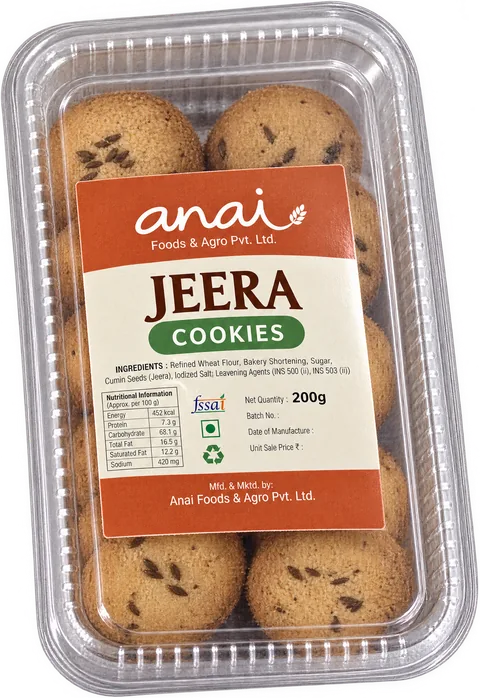 anai
Foods & Agro Pvt. Ltd.
JEERA
COOKIES
INGREDIENTS : Refined Wheat Flour, Bakery Shortening, Sugar,
Cumin Seeds (Jeera), Iodized Salt, Leavening Agents (INS 500 (ii), INS 503 (ii)
Nutritional Information
(Approx. per 100 g)
Energy 452 kcal
Protein 7.3 g
Carbohydrate 68.1 g
Total Fat 16.5 g
Saturated Fat 12.2 g
Sodium 420 mg
fssai
Net Quantity : 200g
Batch No. :
Date of Manufacture :
Unit Sale Price ₹ :
Mfd. & Mktd. by:
Anai Foods & Agro Pvt. Ltd.